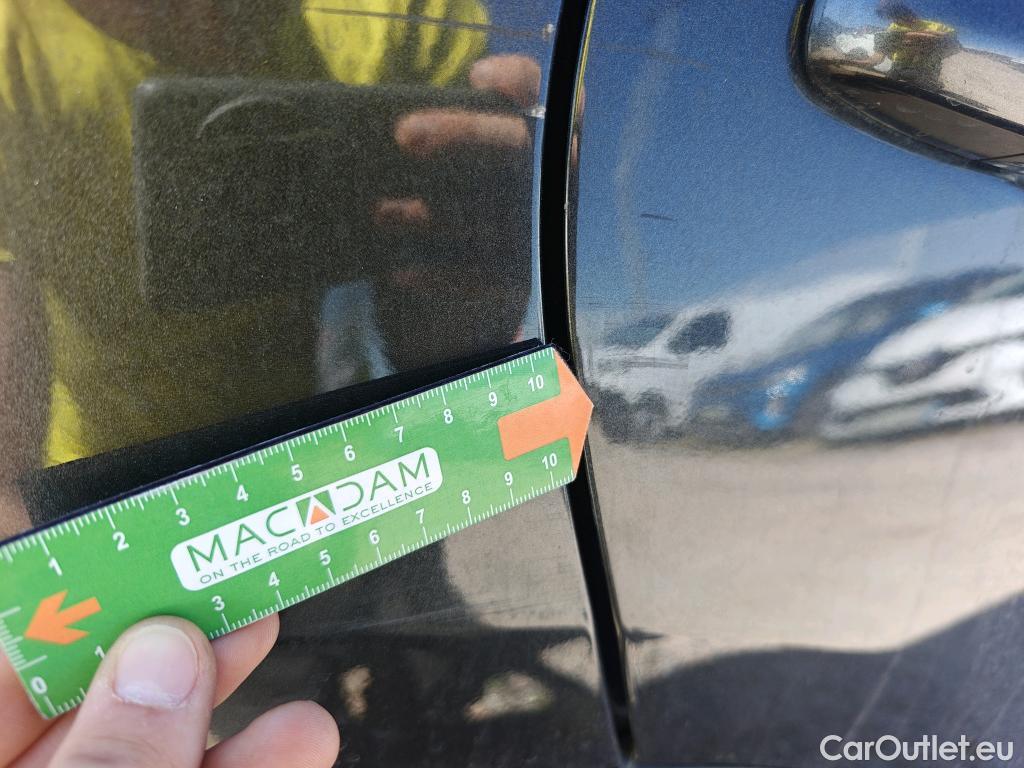 1 2 3 4 5 6 7 8 9 10
MACADAM
ON THE ROAD TO EXCELLENCE
0 1 3 4 5 6 7 8 9 10
CarOutlet.eu